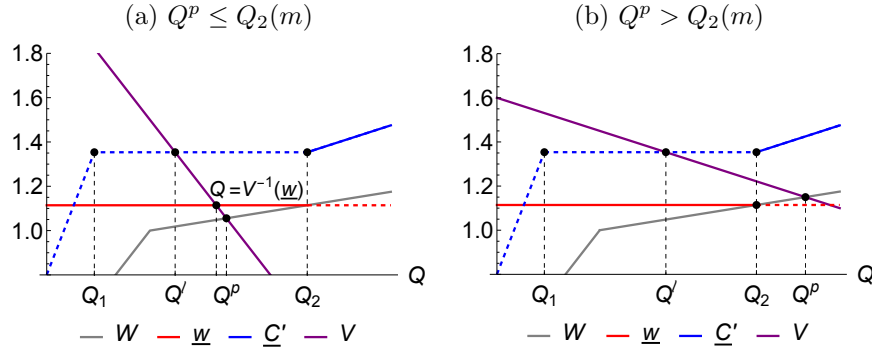 (a) Q^p ≤ Q_2(m)
1.8
1.6
1.4
1.2
1.0
Q=V^{-1}(w̲)
Q
Q_1
Q^/
Q^p
Q_2
W
w̲
C̲'
V
(b) Q^p > Q_2(m)
1.8
1.6
1.4
1.2
1.0
Q
Q_1
Q^/
Q_2
Q^p
W
w̲
C̲'
V